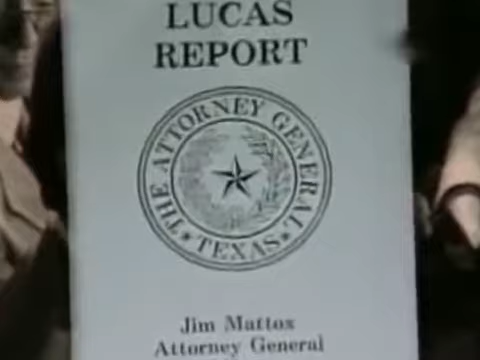 LUCAS
REPORT
THE ATTORNEY GENERAL
★ TEXAS ★
Jim Mattox
Attorney General